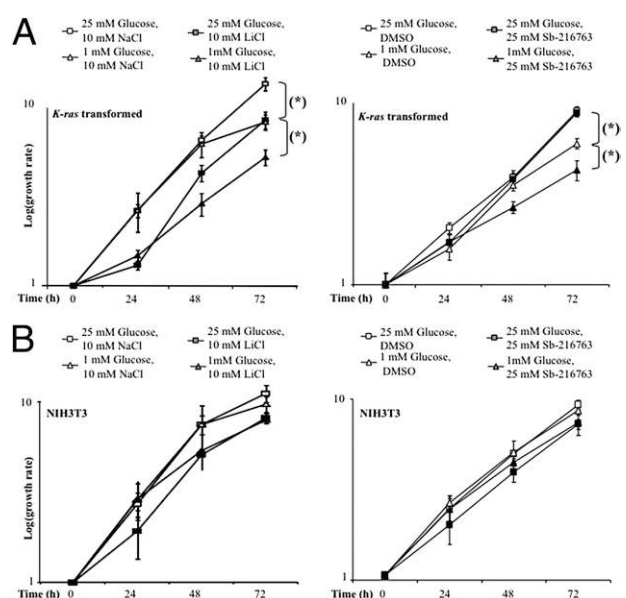 A
25 mM Glucose,
10 mM NaCl
25 mM Glucose,
10 mM LiCl
1 mM Glucose,
10 mM NaCl
1mM Glucose,
10 mM LiCl
10
K-ras transformed
(*)
(*)
Log(growth rate)
1
Time (h) 0 24 48 72
25 mM Glucose,
DMSO
25 mM Glucose,
25 mM Sb-216763
1 mM Glucose,
DMSO
1mM Glucose,
25 mM Sb-216763
10
K-ras transformed
(*)
(*)
1
Time (h) 0 24 48 72
B
25 mM Glucose,
10 mM NaCl
25 mM Glucose,
10 mM LiCl
1 mM Glucose,
10 mM NaCl
1mM Glucose,
10 mM LiCl
10
NIH3T3
Log(growth rate)
1
Time (h) 0 24 48 72
25 mM Glucose,
DMSO
25 mM Glucose,
25 mM Sb-216763
1 mM Glucose,
DMSO
1mM Glucose,
25 mM Sb-216763
10
NIH3T3
1
Time (h) 0 24 48 72